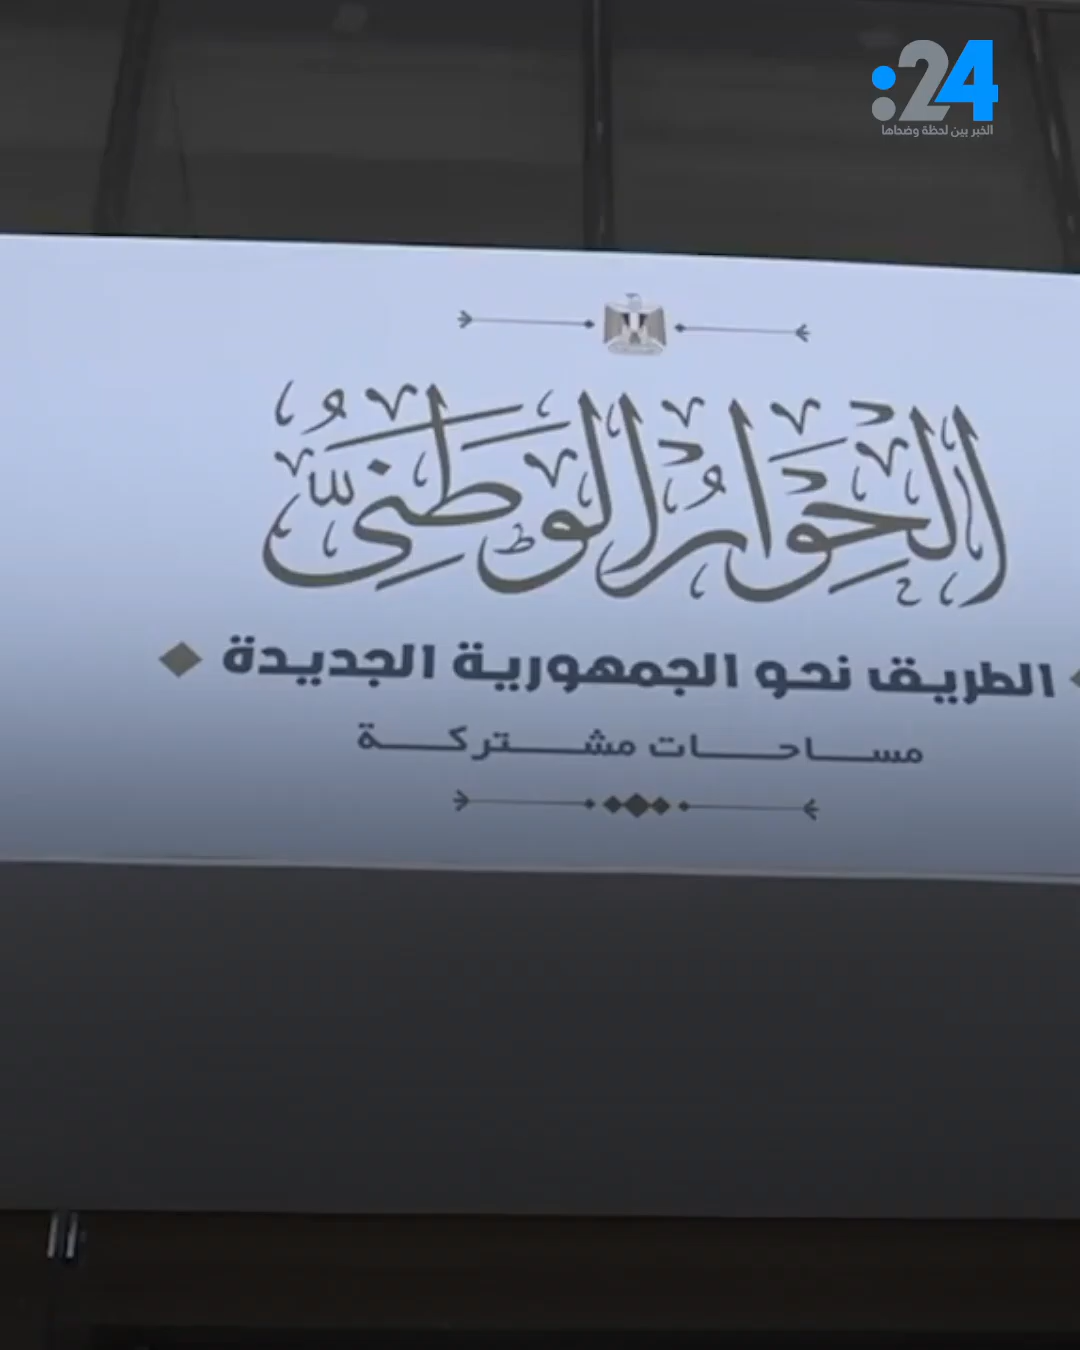 :24
الخبر بين لحظة وضحاها
الحوار الوطني
الطريق نحو الجمهورية الجديدة
مساحات مشتركة